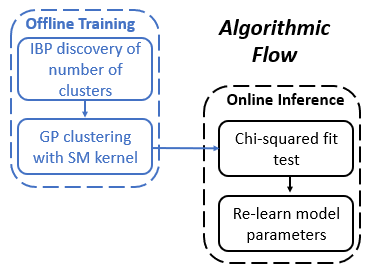 Offline Training
IBP discovery of
number of
clusters
GP clustering
with SM kernel
Algorithmic
Flow
Online Inference
Chi-squared fit
test
Re-learn model
parameters